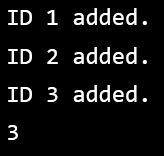 ID 1 added.
ID 2 added.
ID 3 added.
3